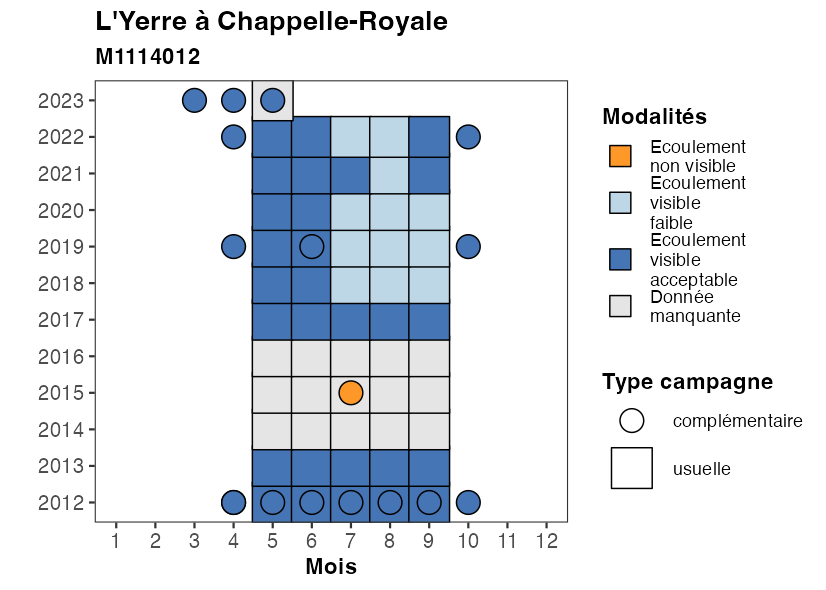 L'Yerre à Chappelle-Royale
M1114012
2023
2022
2021
2020
2019
2018
2017
2016
2015
2014
2013
2012
1 2 3 4 5 6 7 8 9 10 11 12
Mois
Modalités
Ecoulement
non visible
Ecoulement
visible
faible
Ecoulement
visible
acceptable
Donnée
manquante
Type campagne
complémentaire
usuelle